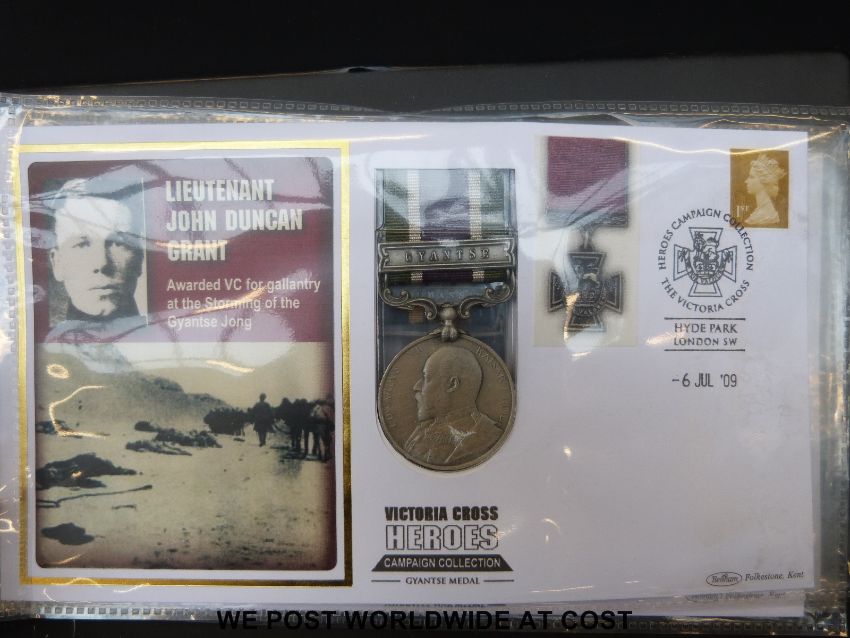 LIEUTENANT
JOHN DUNCAN
GRANT
Awarded VC for gallantry
at the Storming of the
Gyantse Jong
GYANTSE
VICTORIA CROSS
HEROES
CAMPAIGN COLLECTION
GYANTSE MEDAL
1ST
HEROES CAMPAIGN COLLECTION
THE VICTORIA CROSS
HYDE PARK
LONDON SW
-6 JUL '09
Benham Folkestone, Kent
WE POST WORLDWIDE AT COST